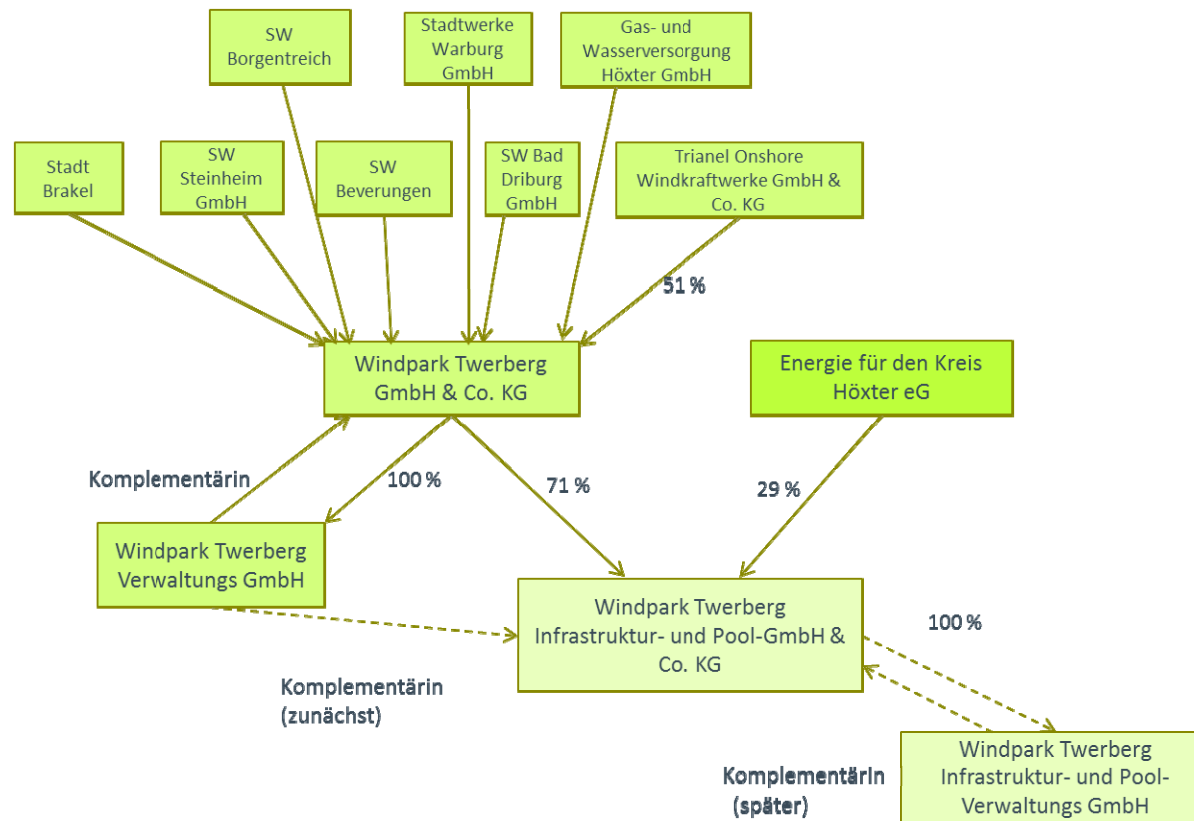 SW
Borgentreich
Stadtwerke
Warburg
GmbH
Gas- und
Wasserversorgung
Höxter GmbH
Stadt
Brakel
SW
Steinheim
GmbH
SW
Beverungen
SW Bad
Driburg
GmbH
Trianel Onshore
Windkraftwerke GmbH &
Co. KG
51 %
Windpark Twerberg
GmbH & Co. KG
Energie für den Kreis
Höxter eG
Komplementärin
100 %
71 %
29 %
Windpark Twerberg
Verwaltungs GmbH
Windpark Twerberg
Infrastruktur- und Pool-GmbH &
Co. KG
100 %
Komplementärin
(zunächst)
Komplementärin
(später)
Windpark Twerberg
Infrastruktur- und Pool-
Verwaltungs GmbH